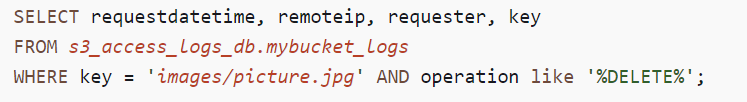 SELECT requestdatetime, remoteip, requester, key
FROM s3_access_logs_db.mybucket_logs
WHERE key = 'images/picture.jpg' AND operation like '%DELETE%';